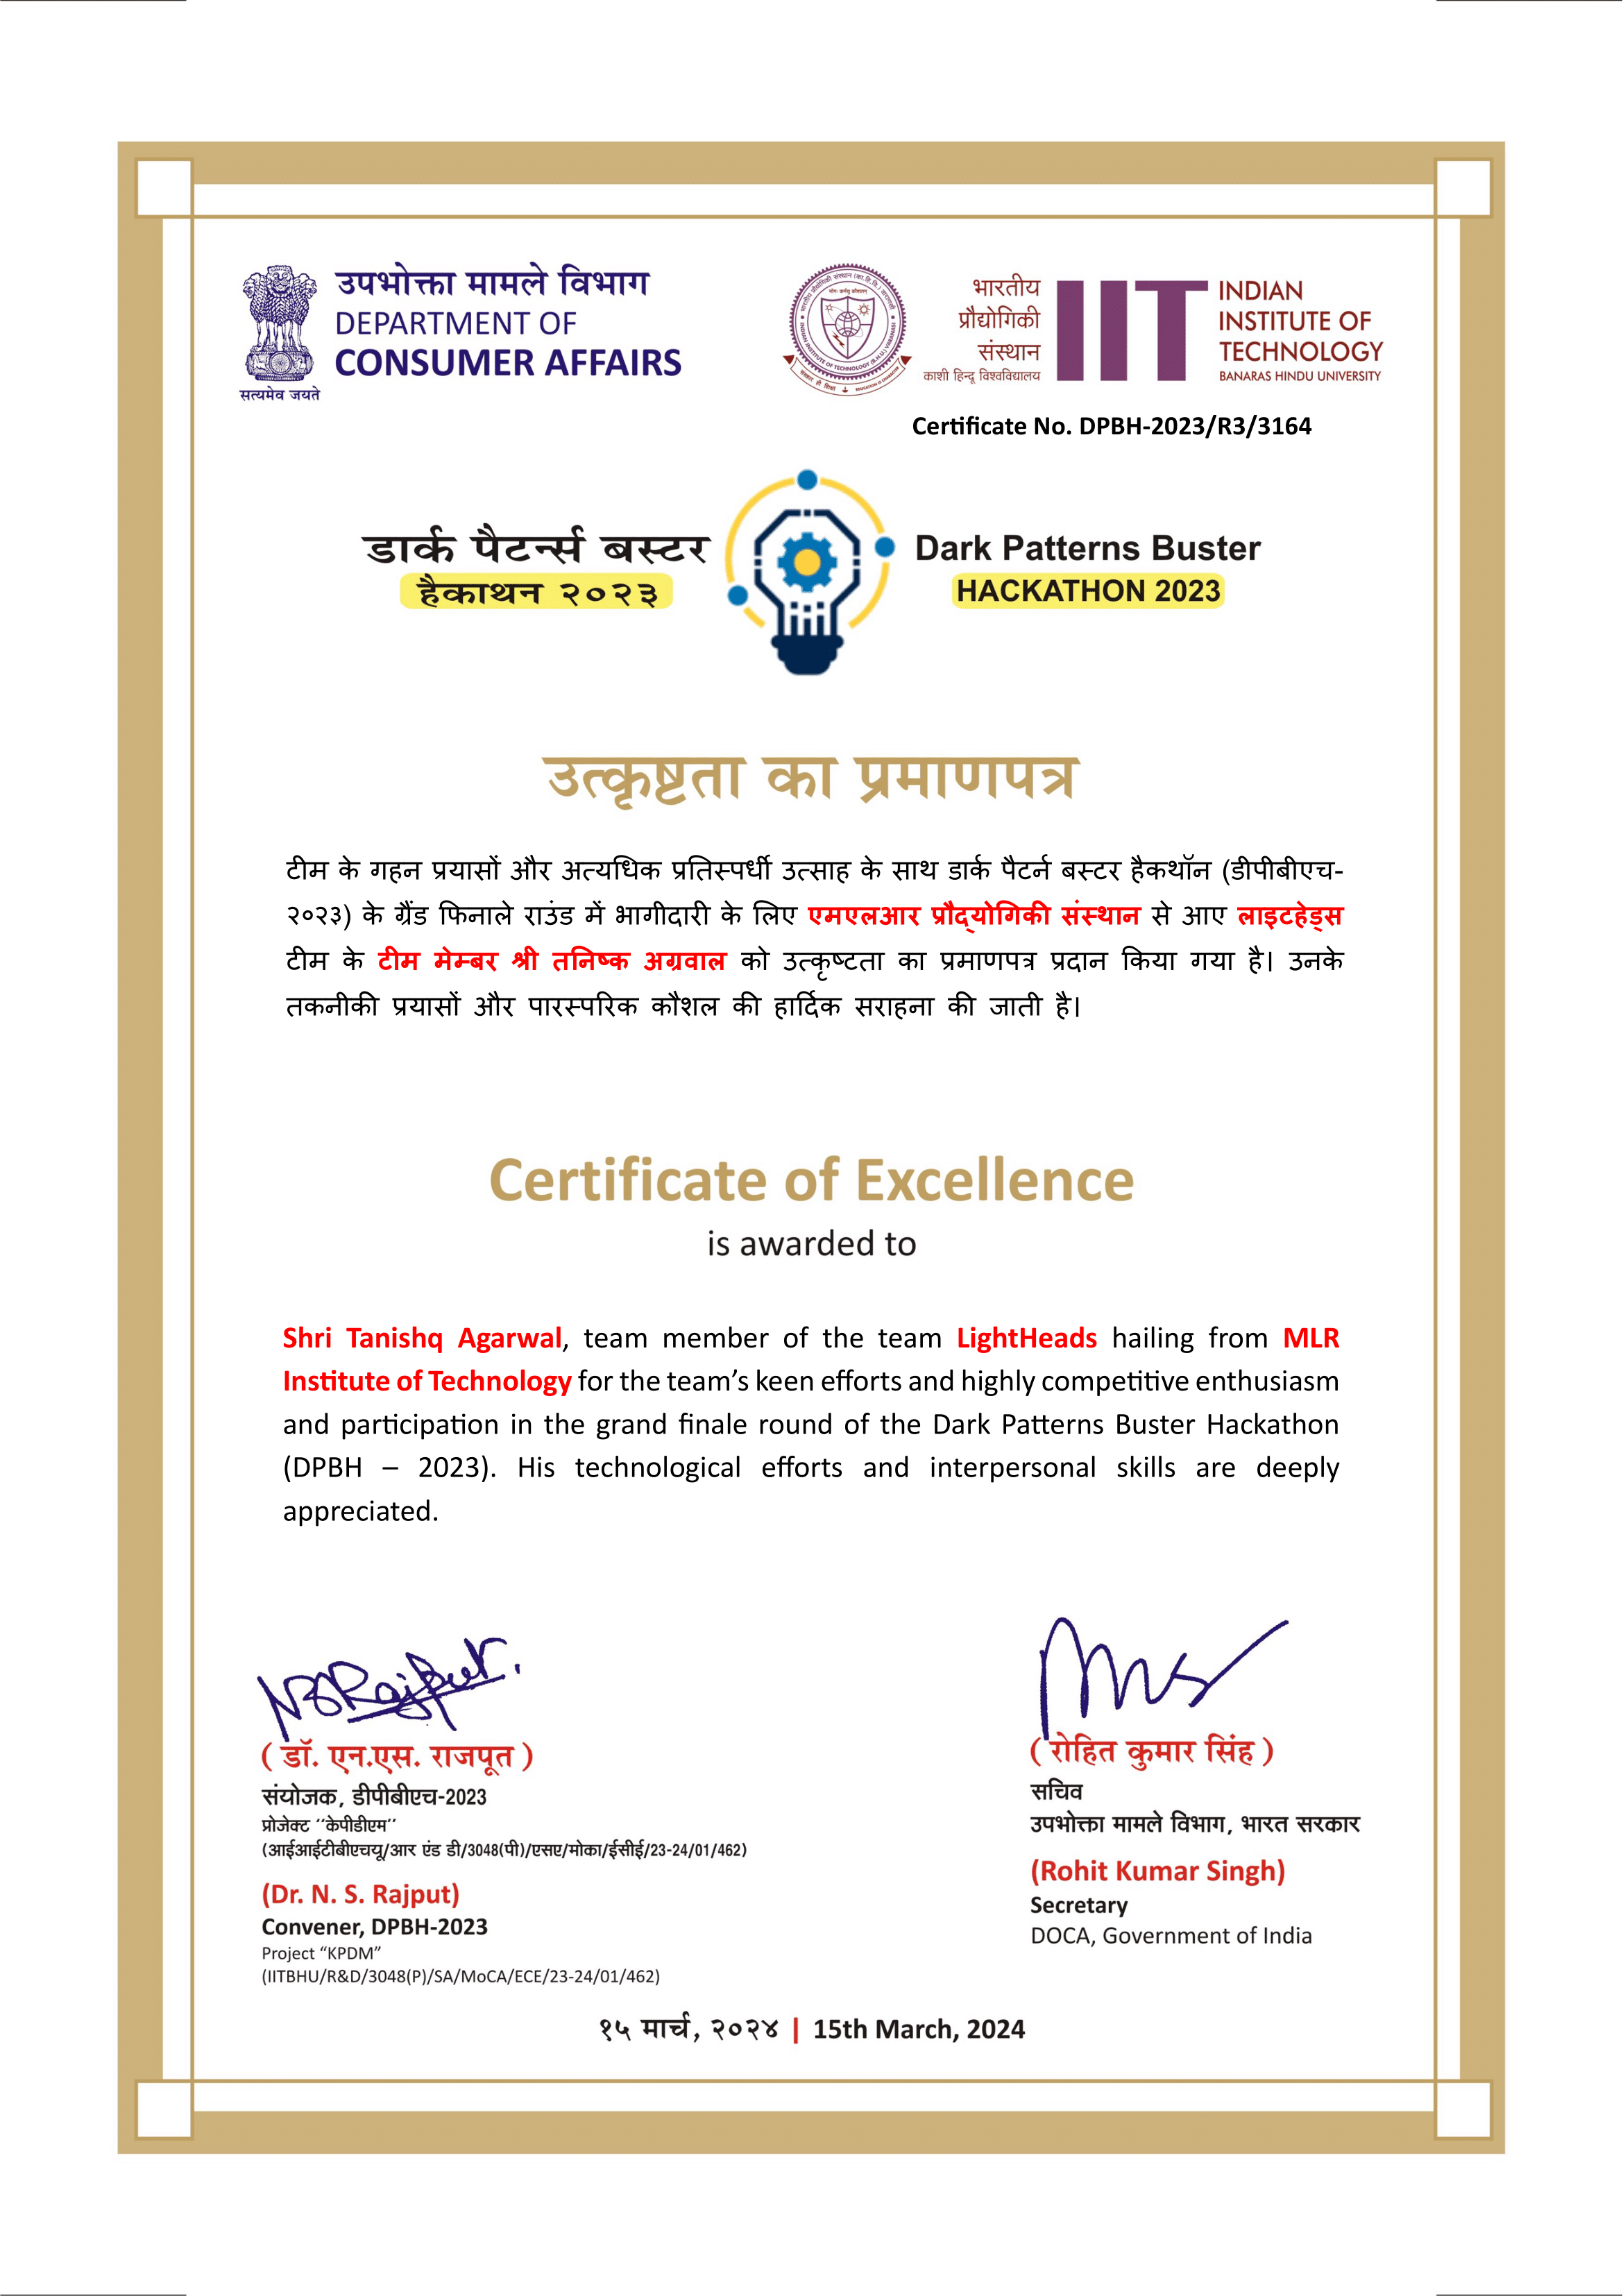 उपभोक्ता मामले विभाग
DEPARTMENT OF
CONSUMER AFFAIRS
सत्यमेव जयते
भारतीय
प्रौद्योगिकी
संस्थान
काशी हिन्दू विश्वविद्यालय
IIT
INDIAN
INSTITUTE OF
TECHNOLOGY
BANARAS HINDU UNIVERSITY
Certificate No. DPBH-2023/R3/3164
डार्क पैटर्न्स बस्टर
हैकाथन २०२३
Dark Patterns Buster
HACKATHON 2023
उत्कृष्टता का प्रमाणपत्र
टीम के गहन प्रयासों और अत्यधिक प्रतिस्पर्धी उत्साह के साथ डार्क पैटर्न बस्टर हैकथॉन (डीपीबीएच-
२०२३) के ग्रैंड फिनाले राउंड में भागीदारी के लिए एमएलआर प्रौद्योगिकी संस्थान से आए लाइटहेड्स
टीम के टीम मेम्बर श्री तनिष्क अग्रवाल को उत्कृष्टता का प्रमाणपत्र प्रदान किया गया है। उनके
तकनीकी प्रयासों और पारस्परिक कौशल की हार्दिक सराहना की जाती है।
Certificate of Excellence
is awarded to
Shri Tanishq Agarwal, team member of the team LightHeads hailing from MLR
Institute of Technology for the team’s keen efforts and highly competitive enthusiasm
and participation in the grand finale round of the Dark Patterns Buster Hackathon
(DPBH – 2023). His technological efforts and interpersonal skills are deeply
appreciated.
NSRajput.
( डॉ. एन.एस. राजपूत )
संयोजक, डीपीबीएच-2023
प्रोजेक्ट ‘‘केपीडीएम’’
(आईआईटीबीएचयू/आर एंड डी/3048(पी)/एसए/मोका/ईसीई/23-24/01/462)
(Dr. N. S. Rajput)
Convener, DPBH-2023
Project “KPDM”
(IITBHU/R&D/3048(P)/SA/MoCA/ECE/23-24/01/462)
( रोहित कुमार सिंह )
सचिव
उपभोक्ता मामले विभाग, भारत सरकार
(Rohit Kumar Singh)
Secretary
DOCA, Government of India
१५ मार्च, २०२४ | 15th March, 2024